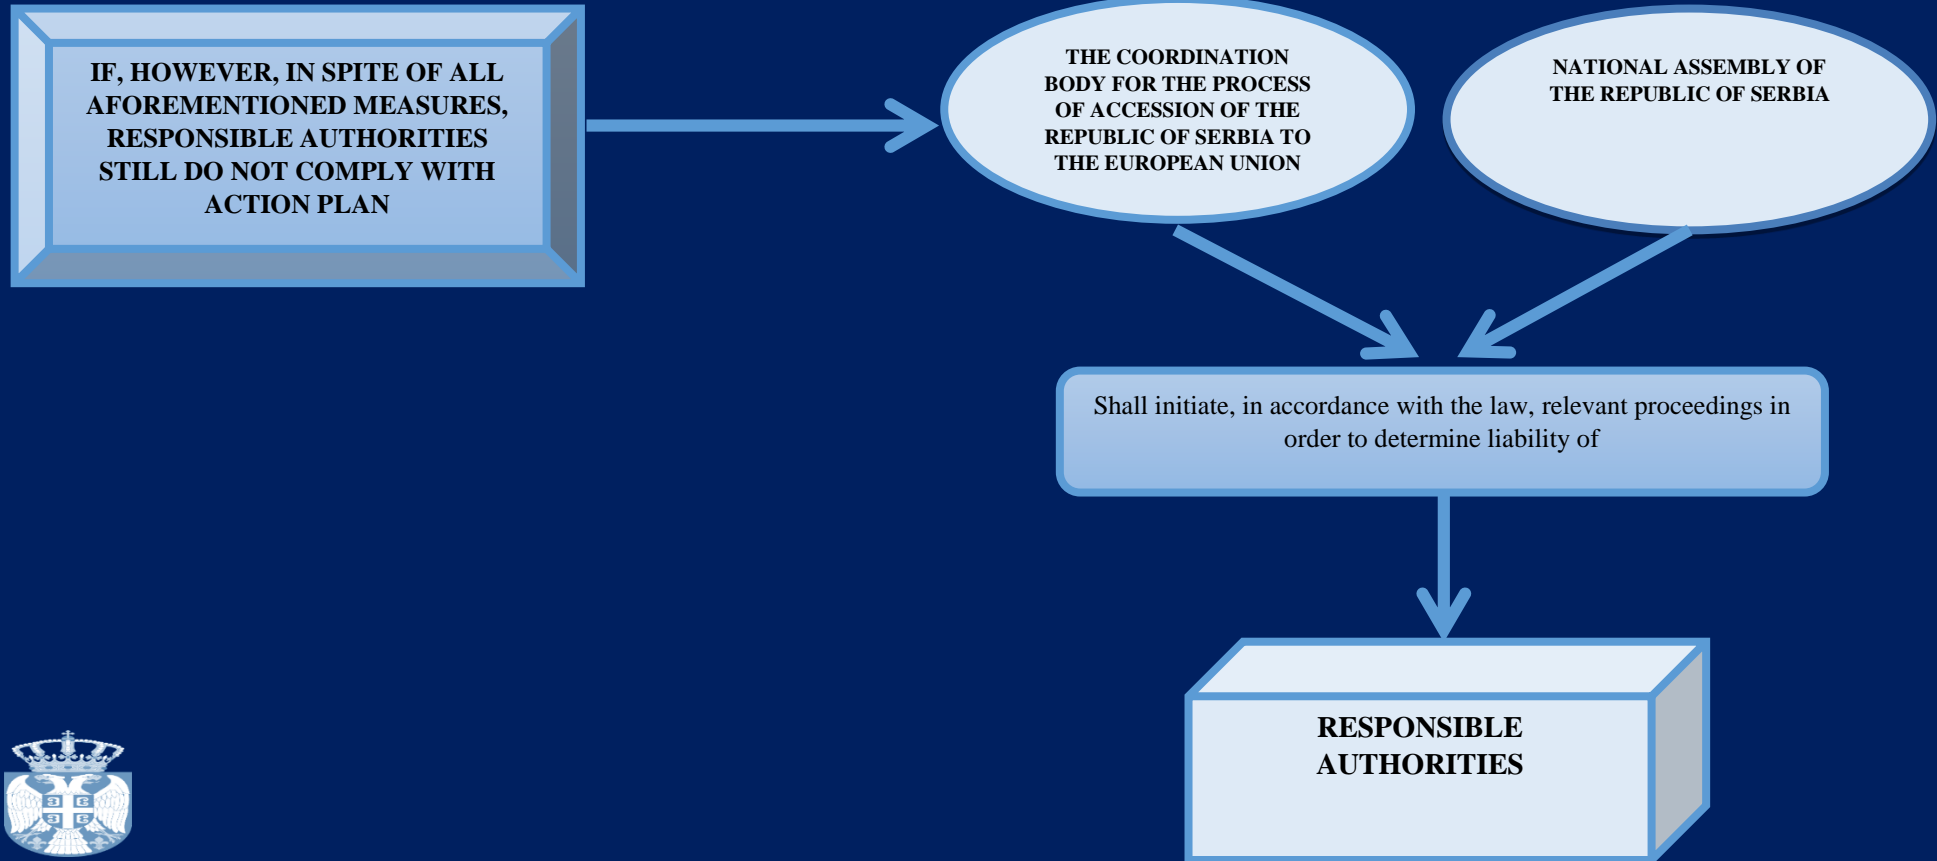 IF, HOWEVER, IN SPITE OF ALL
AFOREMENTIONED MEASURES,
RESPONSIBLE AUTHORITIES
STILL DO NOT COMPLY WITH
ACTION PLAN
THE COORDINATION
BODY FOR THE PROCESS
OF ACCESSION OF THE
REPUBLIC OF SERBIA TO
THE EUROPEAN UNION
NATIONAL ASSEMBLY OF
THE REPUBLIC OF SERBIA
Shall initiate, in accordance with the law, relevant proceedings in
order to determine liability of
RESPONSIBLE
AUTHORITIES